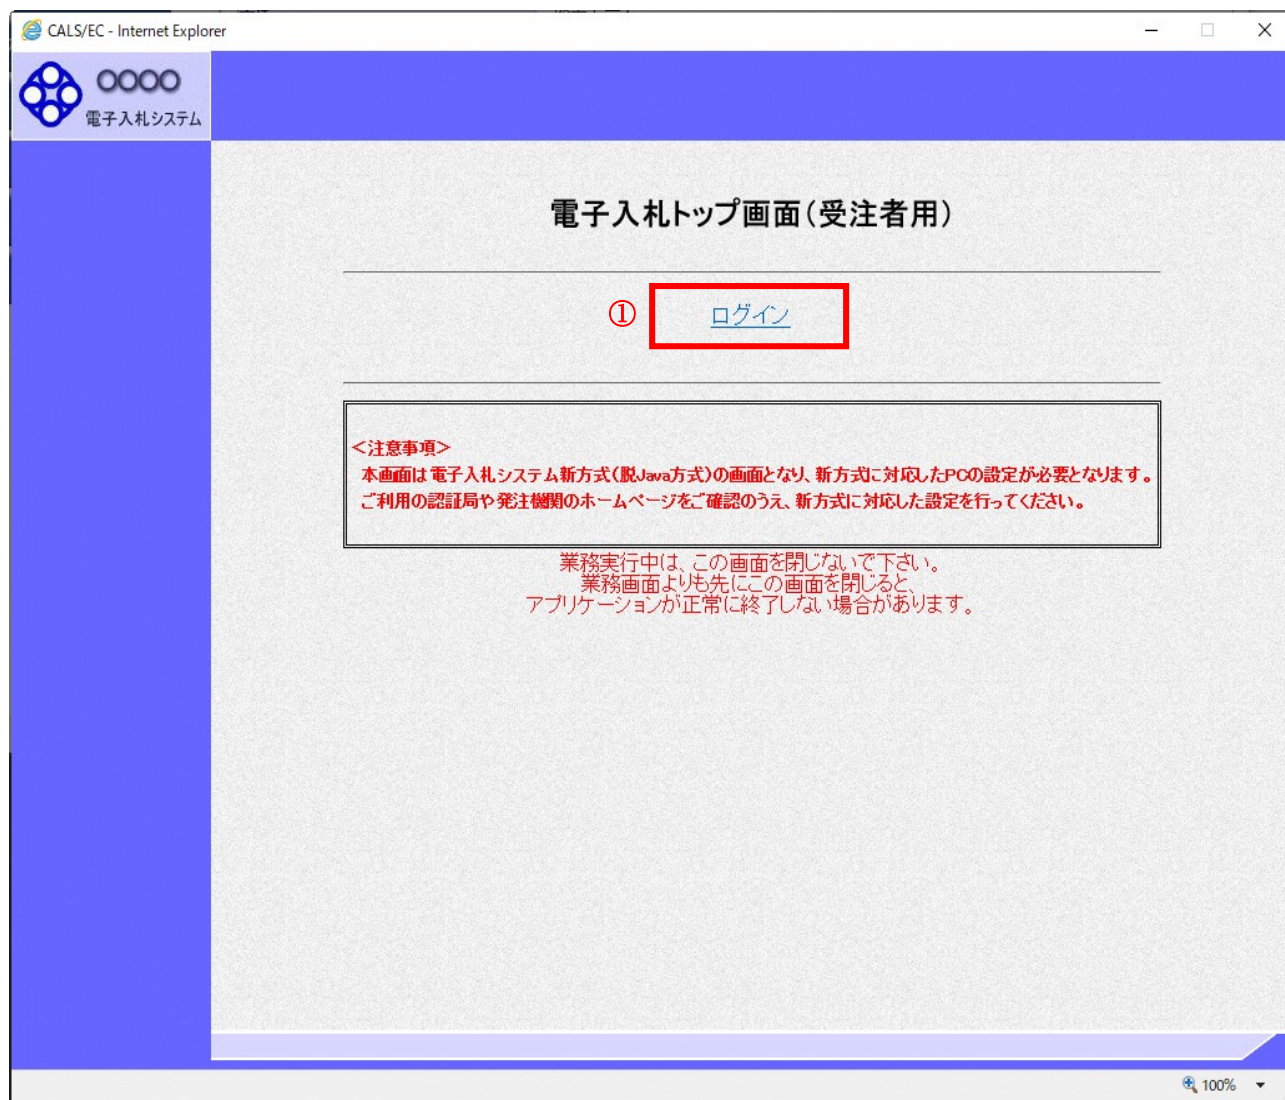 CALS/EC - Internet Explorer
〇〇〇〇
電子入札システム
電子入札トップ画面(受注者用)
①
ログイン
<注意事項>
本画面は電子入札システム新方式(脱Java方式)の画面となり、新方式に対応したPCの設定が必要となります。
ご利用の認証局や発注機関のホームページをご確認のうえ、新方式に対応した設定を行ってください。
業務実行中は、この画面を閉じないで下さい。
業務画面よりも先にこの画面を閉じると、
アプリケーションが正常に終了しない場合があります。
100%